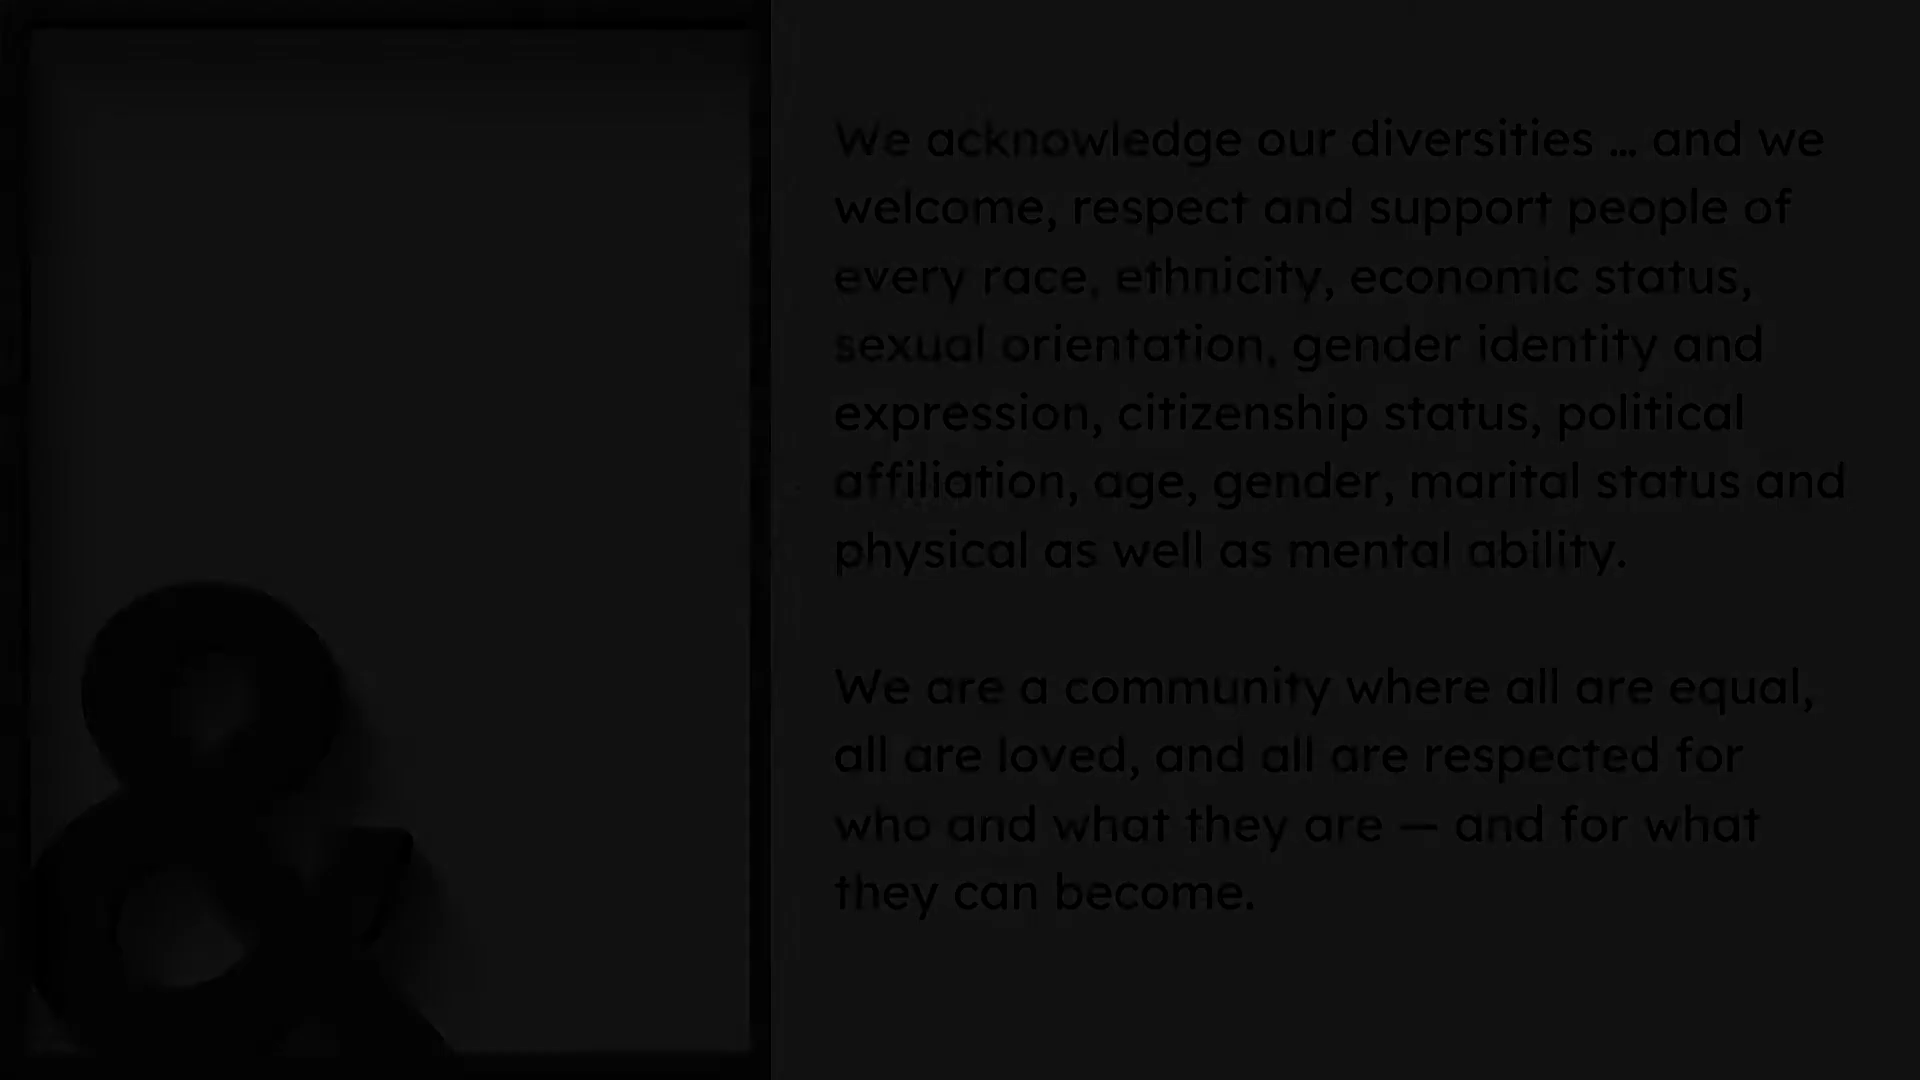 We acknowledge our diversities … and we
welcome, respect and support people of
every race, ethnicity, economic status,
sexual orientation, gender identity and
expression, citizenship status, political
affiliation, age, gender, marital status and
physical as well as mental ability.
We are a community where all are equal,
all are loved, and all are respected for
who and what they are — and for what
they can become.
&